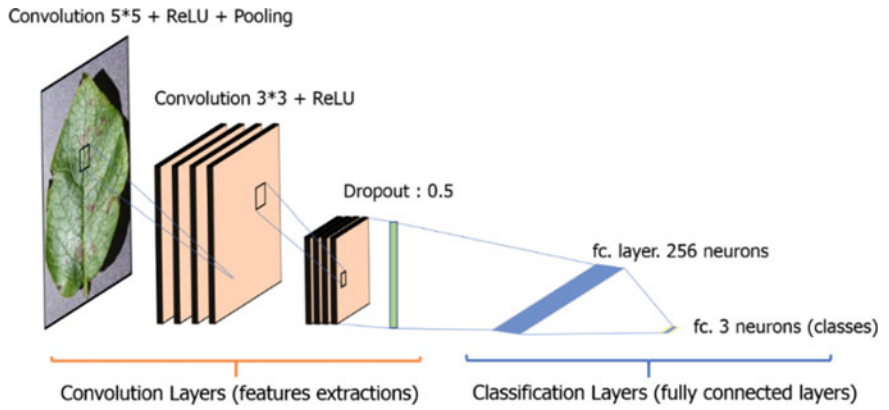 Convolution 5*5 + ReLU + Pooling
Convolution 3*3 + ReLU
Dropout : 0.5
fc. layer. 256 neurons
fc. 3 neurons (classes)
Convolution Layers (features extractions)
Classification Layers (fully connected layers)